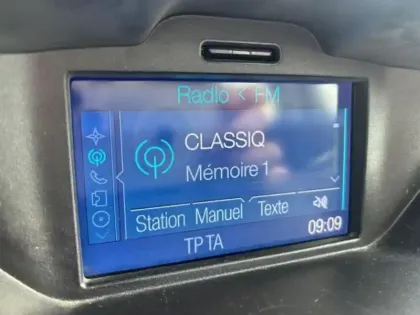 Radio < FM
CLASSIQ
Mémoire 1
Station Manuel Texte
09:09
TP TA